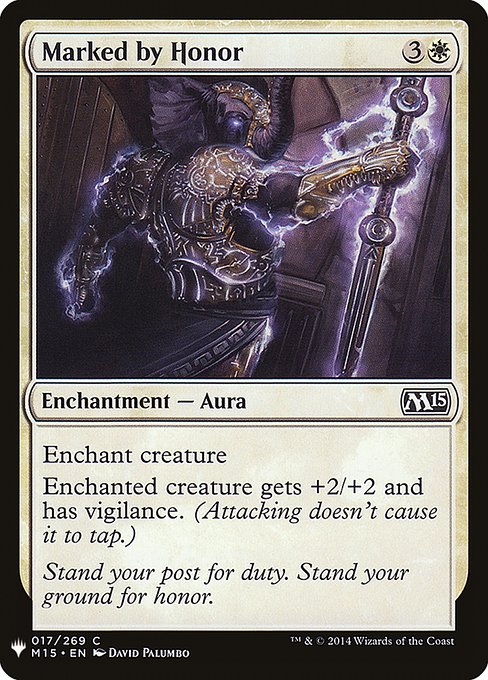 Marked by Honor 3
Enchantment — Aura M15
Enchant creature
Enchanted creature gets +2/+2 and
has vigilance. (Attacking doesn't cause
it to tap.)
Stand your post for duty. Stand your
ground for honor.
017/269 C
M15 • EN David Palumbo
™ & © 2014 Wizards of the Coast